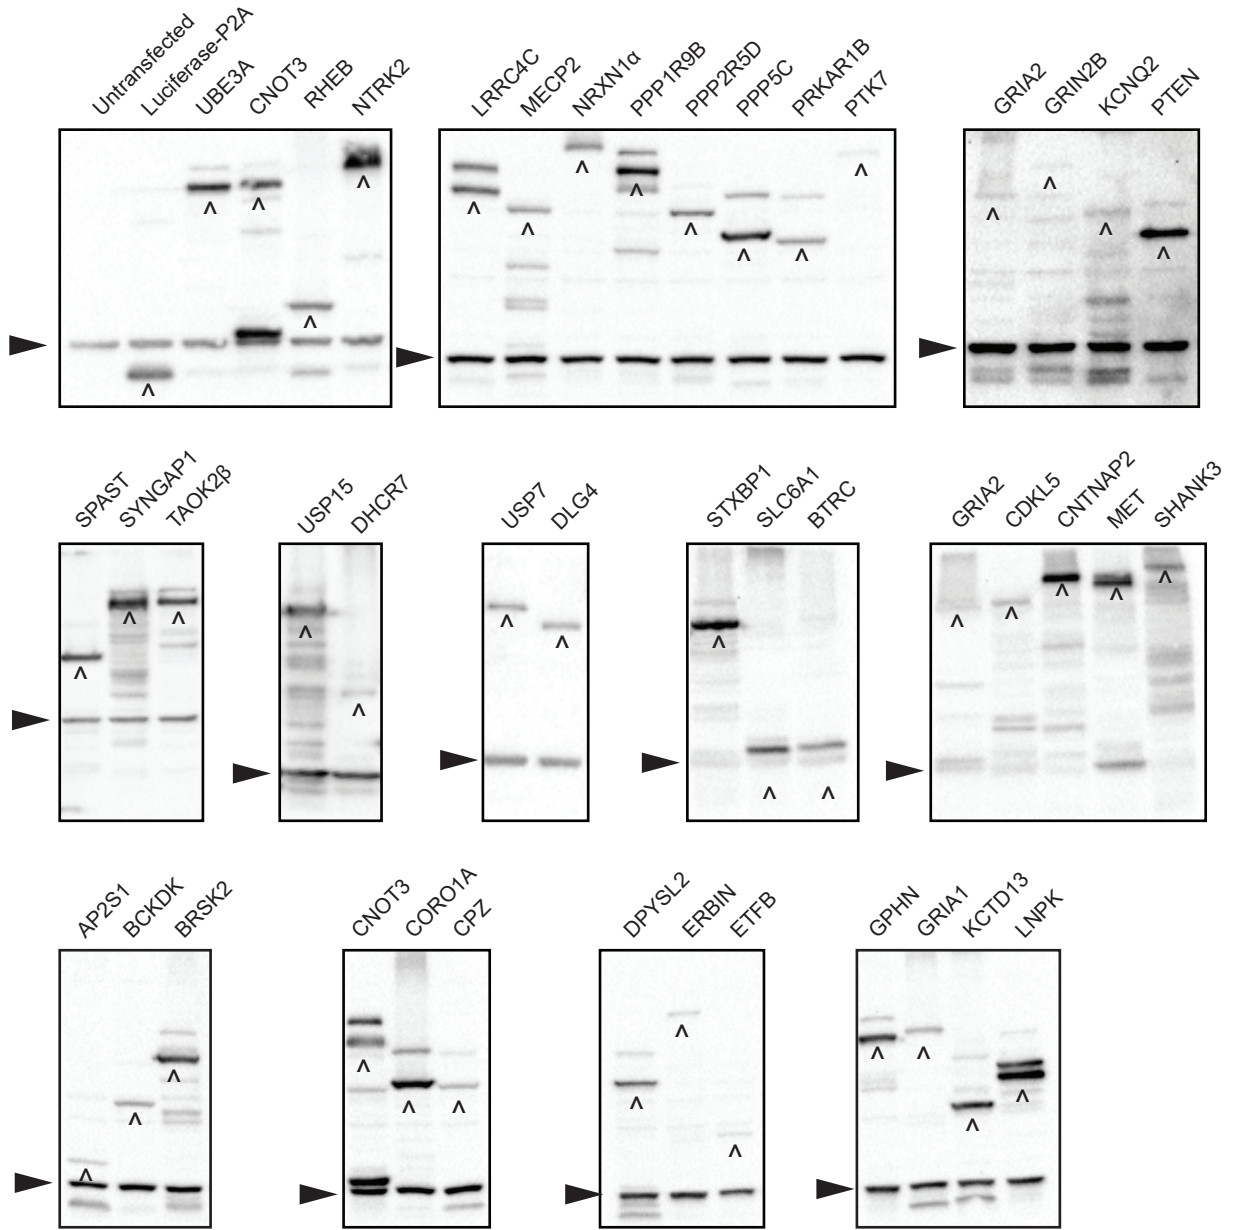 Untransfected
Luciferase-P2A
UBE3A
CNOT3
RHEB
NTRK2
LRRC4C
MECP2
NRXN1α
PPP1R9B
PPP2R5D
PPP5C
PRKAR1B
PTK7
GRIA2
GRIN2B
KCNQ2
PTEN
SPAST
SYNGAP1
TAOK2β
USP15
DHCR7
USP7
DLG4
STXBP1
SLC6A1
BTRC
GRIA2
CDKL5
CNTNAP2
MET
SHANK3
AP2S1
BCKDK
BRSK2
CNOT3
CORO1A
CPZ
DPYSL2
ERBIN
ETFB
GPHN
GRIA1
KCTD13
LNPK